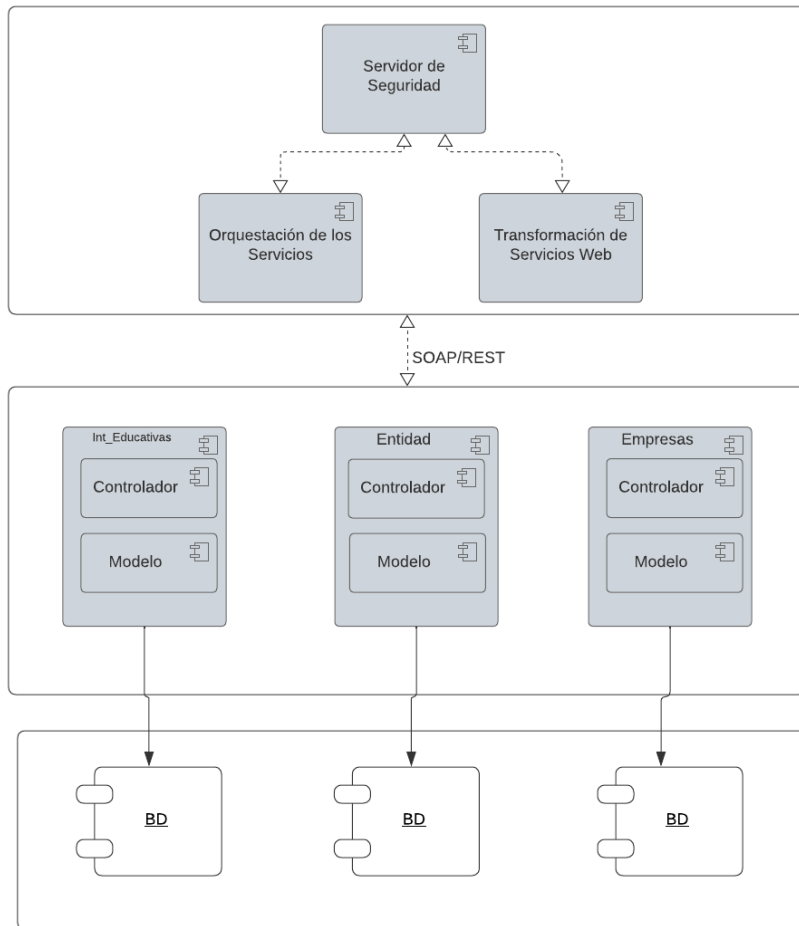 Servidor de
Seguridad
Orquestación de los
Servicios
Transformación de
Servicios Web
SOAP/REST
Int_Educativas
Entidad
Empresas
Controlador
Controlador
Controlador
Modelo
Modelo
Modelo
BD
BD
BD